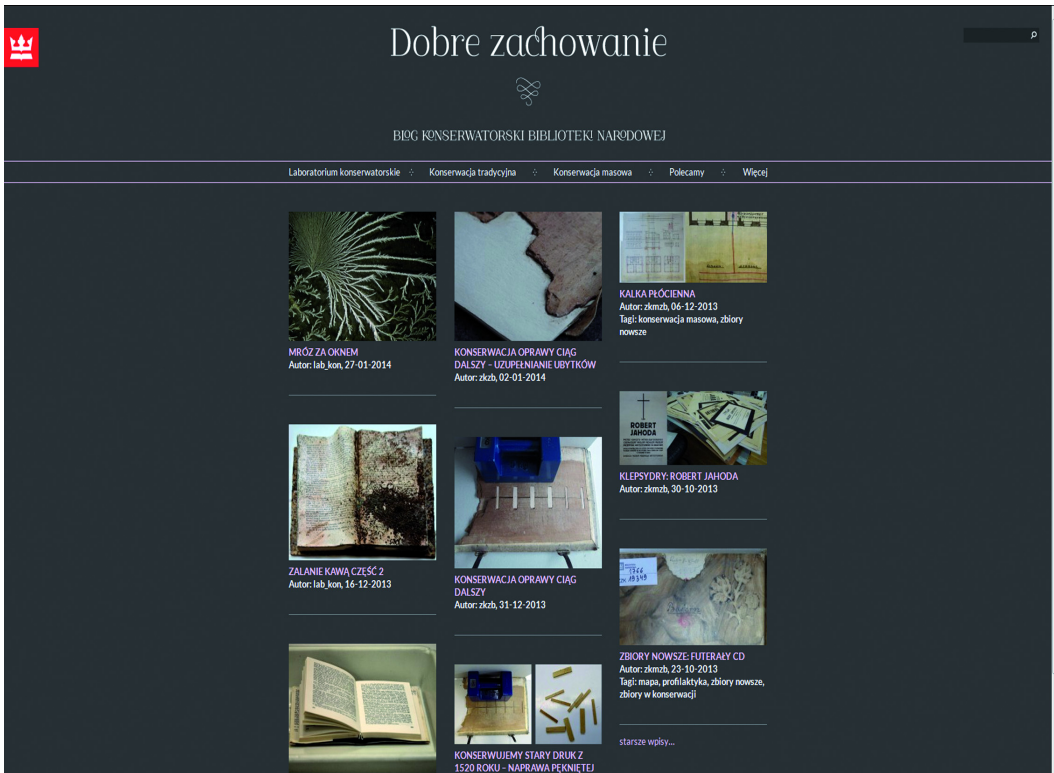 Dobre zachowanie
BLOG KONSERWATORSKI BIBLIOTEKI NARODOWEJ
Laboratorium konserwatorskie
Konserwacja tradycyjna
Konserwacja masowa
Polecamy
Więcej
MRÓZ ZA OKNEM
Autor: lab_kon, 27-01-2014
ZALANIE KAWĄ CZĘŚĆ 2
Autor: lab_kon, 16-12-2013
KONSERWACJA OPRAWY CIĄG
DALSZY – UZUPEŁNIANIE UBYTKÓW
Autor: zkzb, 02-01-2014
KONSERWACJA OPRAWY CIĄG
DALSZY
Autor: zkzb, 31-12-2013
KONSERWUJEMY STARY DRUK Z
1520 ROKU – NAPRAWA PĘKNIĘTEJ
KALKA PŁÓCIENNA
Autor: zkmzb, 06-12-2013
Tagi: konserwacja masowa, zbiory
nowsze
ROBERT
JAHODA
KLEPSYDRY: ROBERT JAHODA
Autor: zkmzb, 30-10-2013
1766
19349
ZBIORY NOWSZE: FUTERAŁY CD
Autor: zkmzb, 23-10-2013
Tagi: mapa, profilaktyka, zbiory nowsze,
zbiory w konserwacji
starsze wpisy...